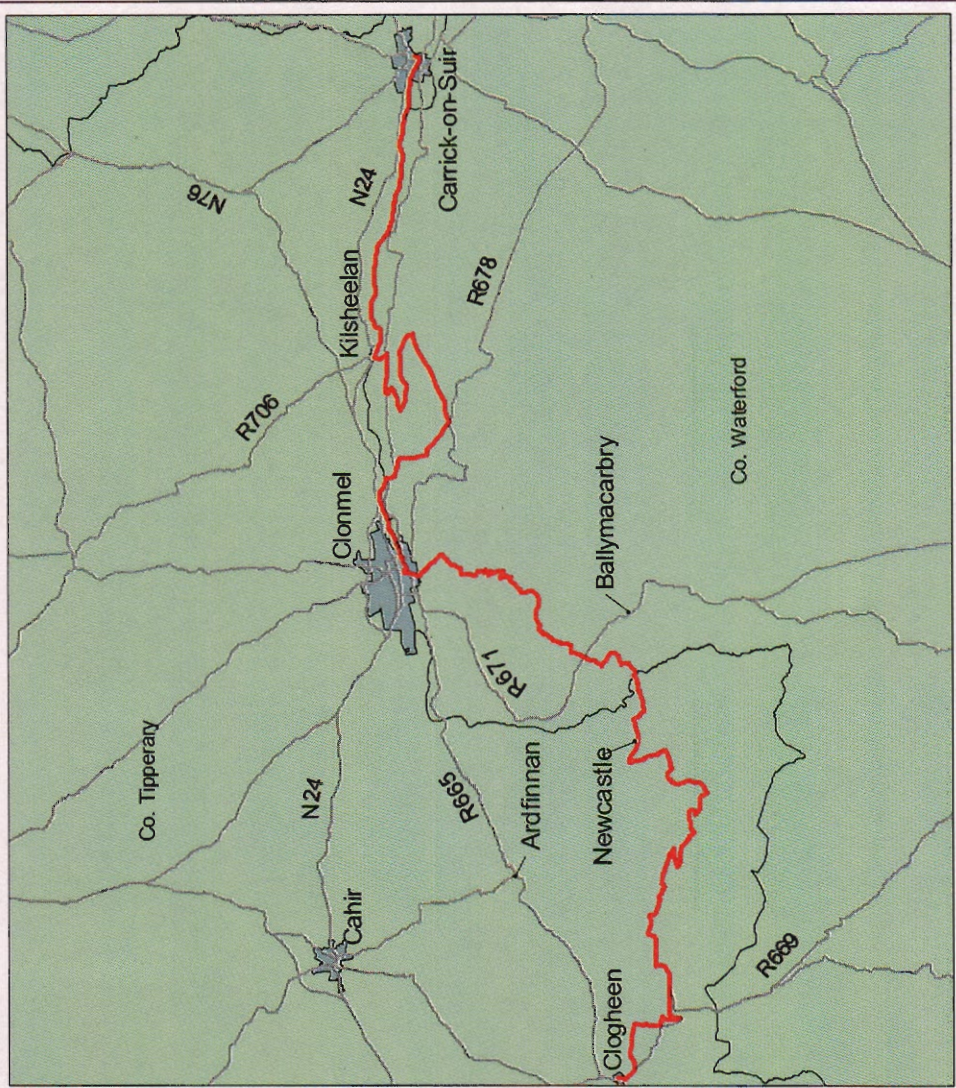 N76
N24
Carrick-on-Suir
Kilsheelan
R678
R706
Clonmel
Co. Waterford
Ballymacarbry
R671
Co. Tipperary
N24
R665
Ardfinnan
Newcastle
Cahir
R669
Clogheen